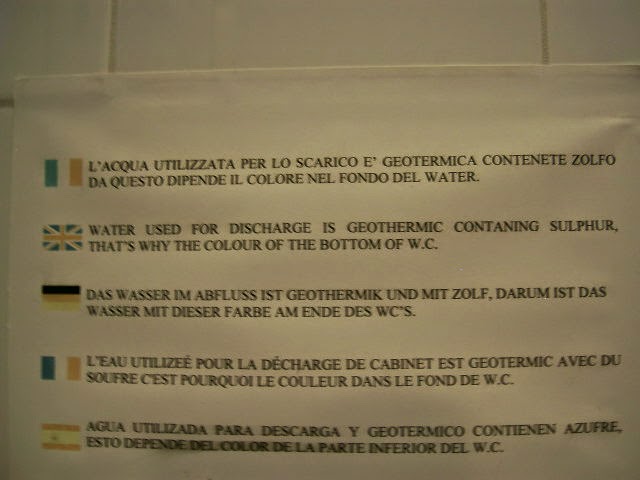 L'ACQUA UTILIZZATA PER LO SCARICO E' GEOTERMICA CONTENETE ZOLFO
DA QUESTO DIPENDE IL COLORE NEL FONDO DEL WATER.
WATER USED FOR DISCHARGE IS GEOTHERMIC CONTANING SULPHUR,
THAT'S WHY THE COLOUR OF THE BOTTOM OF W.C.
DAS WASSER IM ABFLUSS IST GEOTHERMIK UND MIT ZOLF, DARUM IST DAS
WASSER MIT DIESER FARBE AM ENDE DES WC'S.
L'EAU UTILIZEÉ POUR LA DÉCHARGE DE CABINET EST GEOTERMIC AVEC DU
SOUFRE C'EST POURQUOI LE COULEUR DANS LE FOND DE W.C.
AGUA UTILIZADA PARA DESCARGA Y GEOTERMICO CONTIENEN AZUFRE,
ESTO DEPENDE DEL COLOR DE LA PARTE INFERIOR DEL W.C.